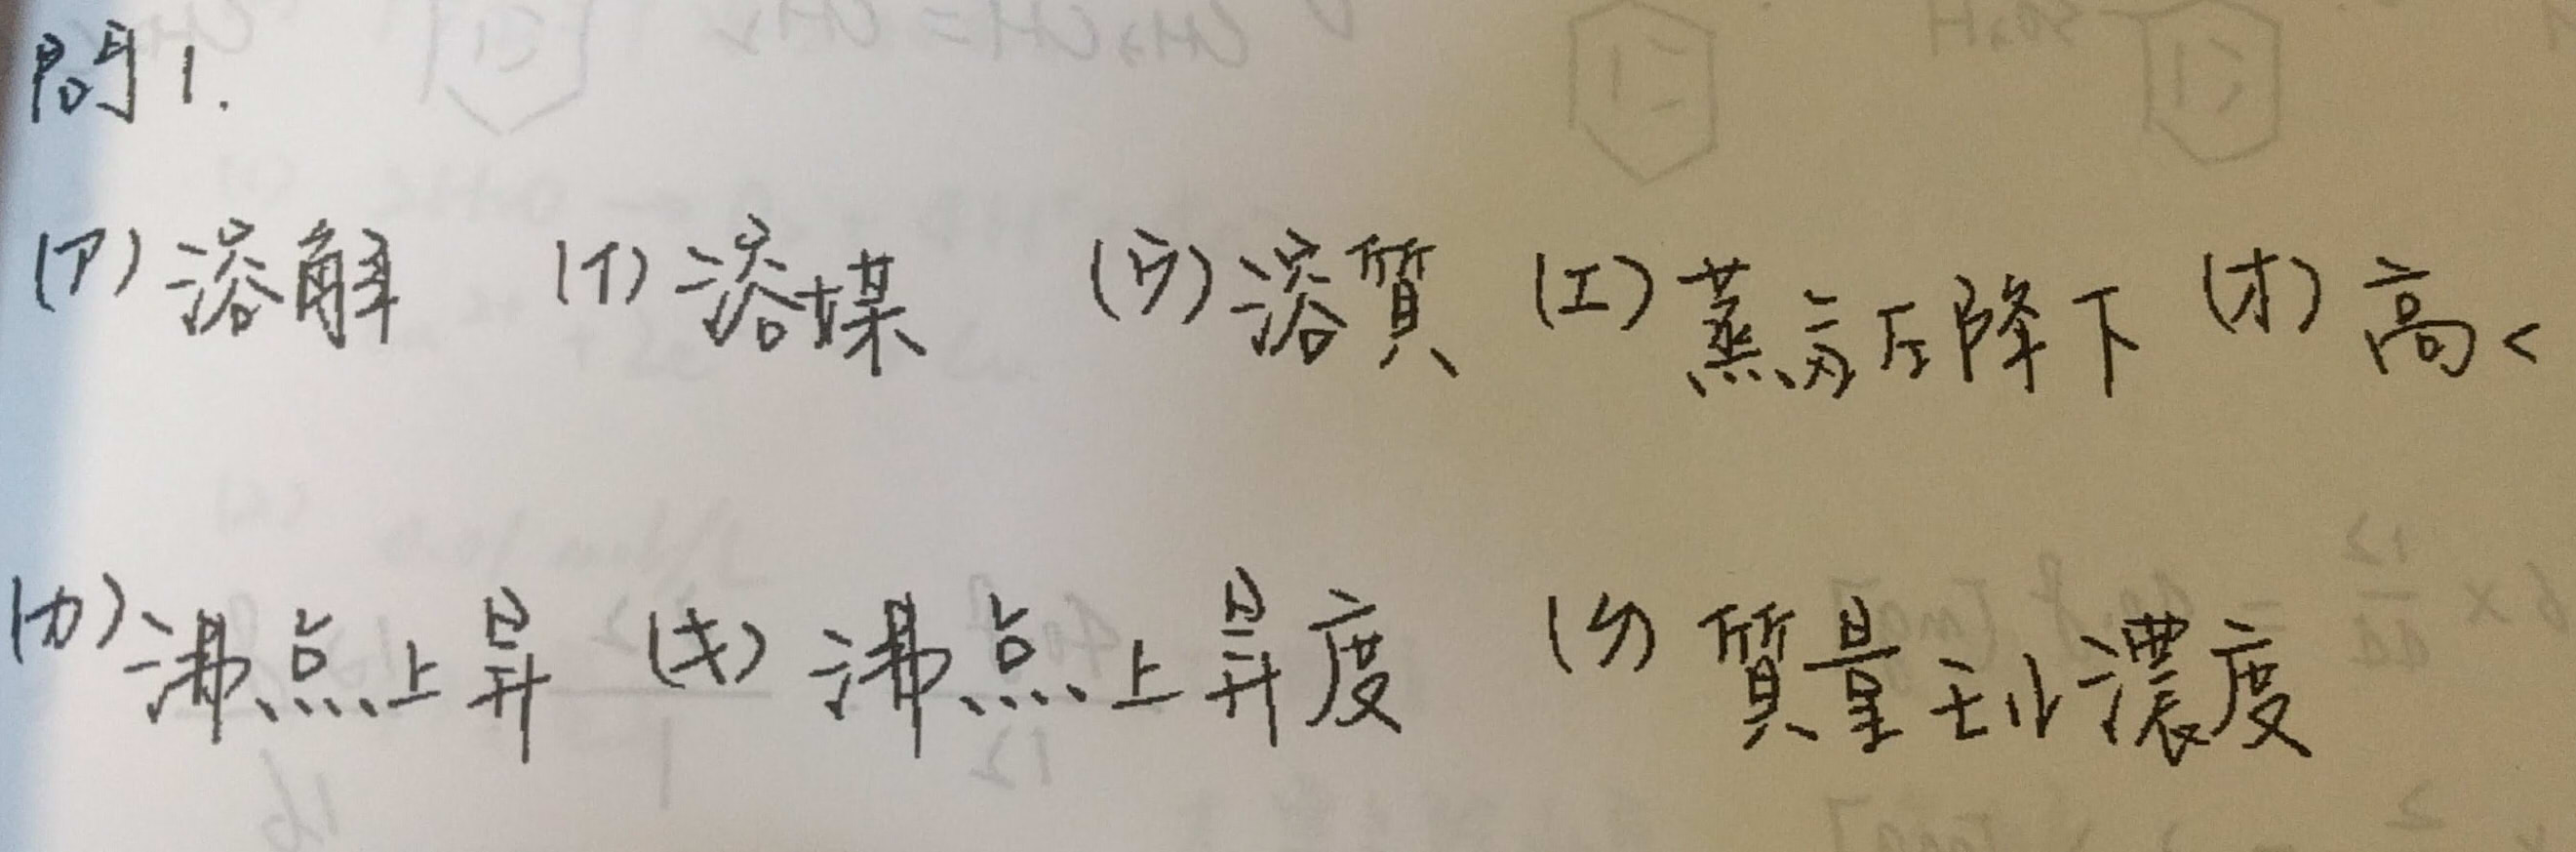 問1.
(ア)溶解 (イ)溶媒 (ウ)溶質 (エ)蒸気圧降下 (オ)高く
(カ)沸点上昇 (キ)沸点上昇度 (ク)質量モル濃度